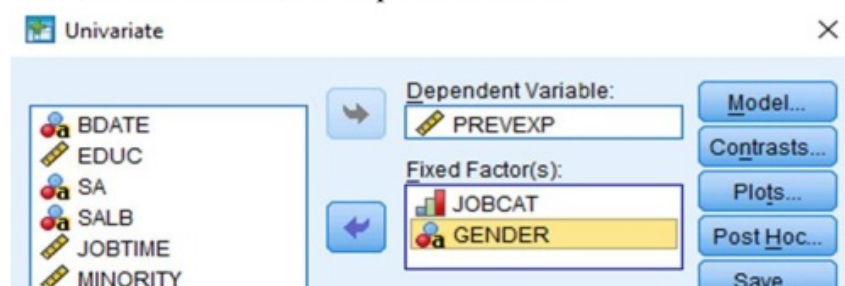 Univariate
Dependent Variable:
PREVEXP
Fixed Factor(s):
JOBCAT
GENDER
BDATE
EDUC
SA
SALB
JOBTIME
MINORITY
Model...
Contrasts...
Plots...
Post Hoc...
Save